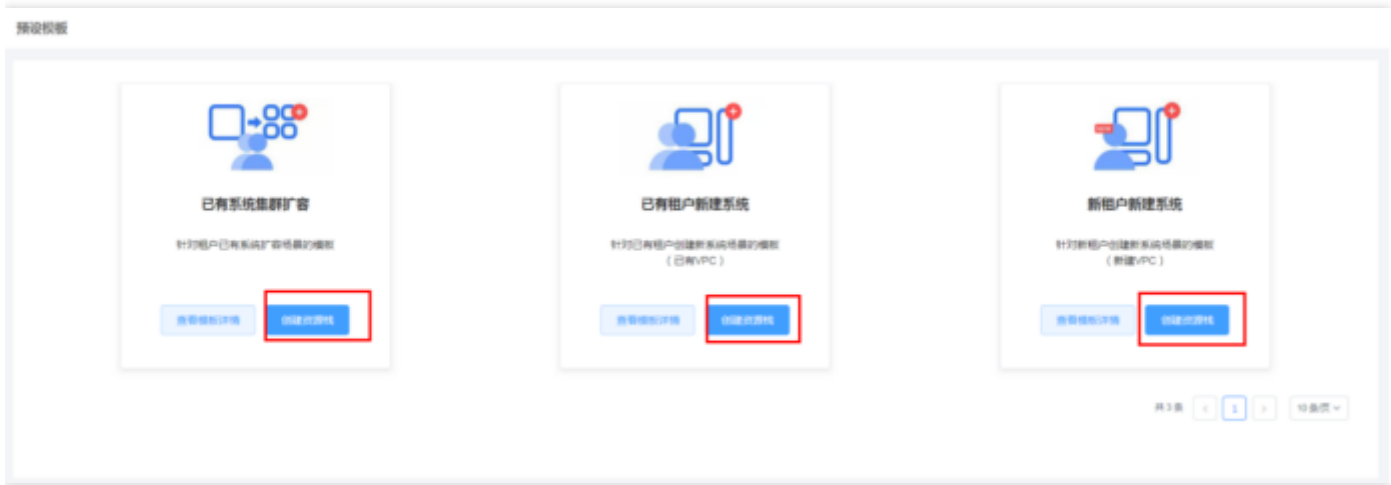 预设模板
已有系统集群扩容
针对租户已有系统扩容场景的模板
查看模板详情
创建资源栈
已有租户新建系统
针对已有租户创建新系统场景的模板
（已有VPC）
查看模板详情
创建资源栈
新租户新建系统
针对新租户创建新系统场景的模板
（新建VPC）
查看模板详情
创建资源栈
共 3 条
1
10 条/页